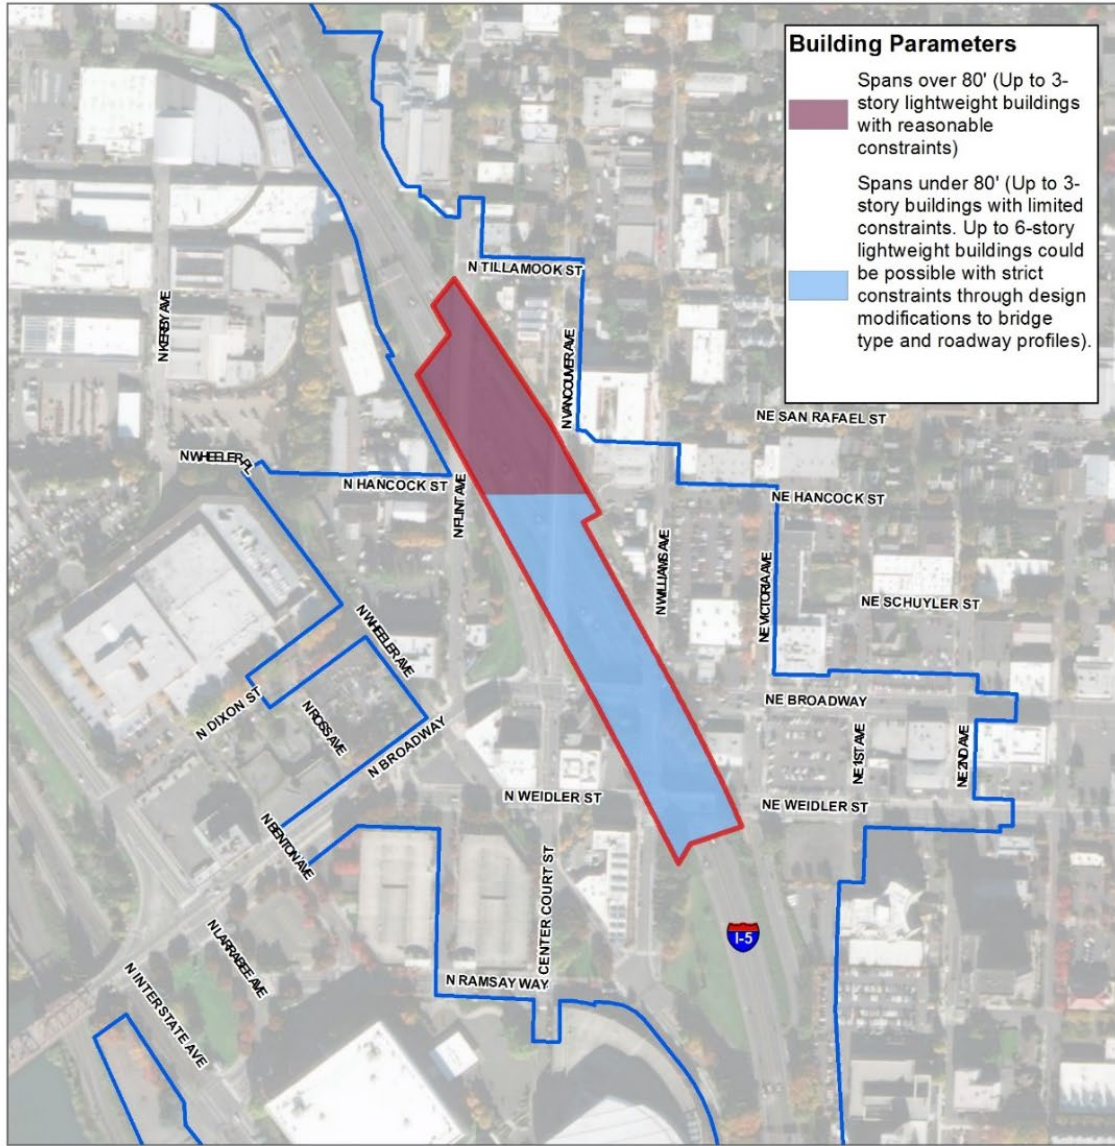 Building Parameters
Spans over 80' (Up to 3-
story lightweight buildings
with reasonable
constraints)
Spans under 80' (Up to 3-
story buildings with limited
constraints. Up to 6-story
lightweight buildings could
be possible with strict
constraints through design
modifications to bridge
type and roadway profiles).
N TILLAMOOK ST
N KERBY AVE
N VANCOUVER AVE
NE SAN RAFAEL ST
N WHEELER PL
N HANCOCK ST
N FLINT AVE
NE HANCOCK ST
N WILLIAMS AVE
NE VICTORIA AVE
NE SCHUYLER ST
N WHEELER AVE
N DIXON ST
N ROSS AVE
N BROADWAY
NE BROADWAY
NE 1ST AVE
NE 2ND AVE
N WEIDLER ST
NE WEIDLER ST
N BENTON AVE
CENTER COURT ST
N LARRABEE AVE
I-5
N RAMSAY WAY
N INTERSTATE AVE